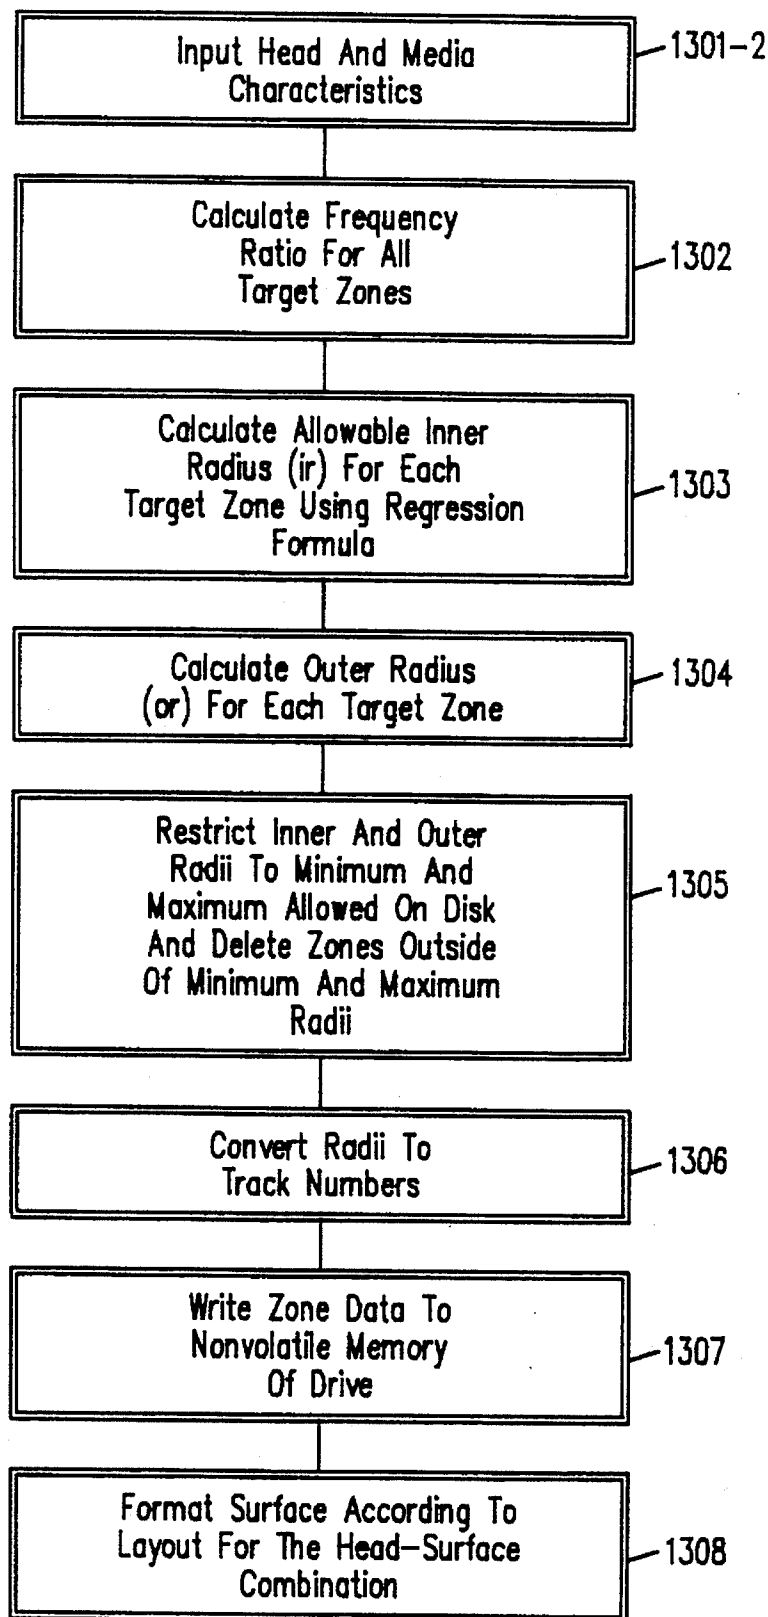 Input Head And Media
Characteristics
1301-2
Calculate Frequency
Ratio For All
Target Zones
1302
Calculate Allowable Inner
Radius (ir) For Each
Target Zone Using Regression
Formula
1303
Calculate Outer Radius
(or) For Each Target Zone
1304
Restrict Inner And Outer
Radii To Minimum And
Maximum Allowed On Disk
And Delete Zones Outside
Of Minimum And Maximum
Radii
1305
Convert Radii To
Track Numbers
1306
Write Zone Data To
Nonvolatile Memory
Of Drive
1307
Format Surface According To
Layout For The Head-Surface
Combination
1308